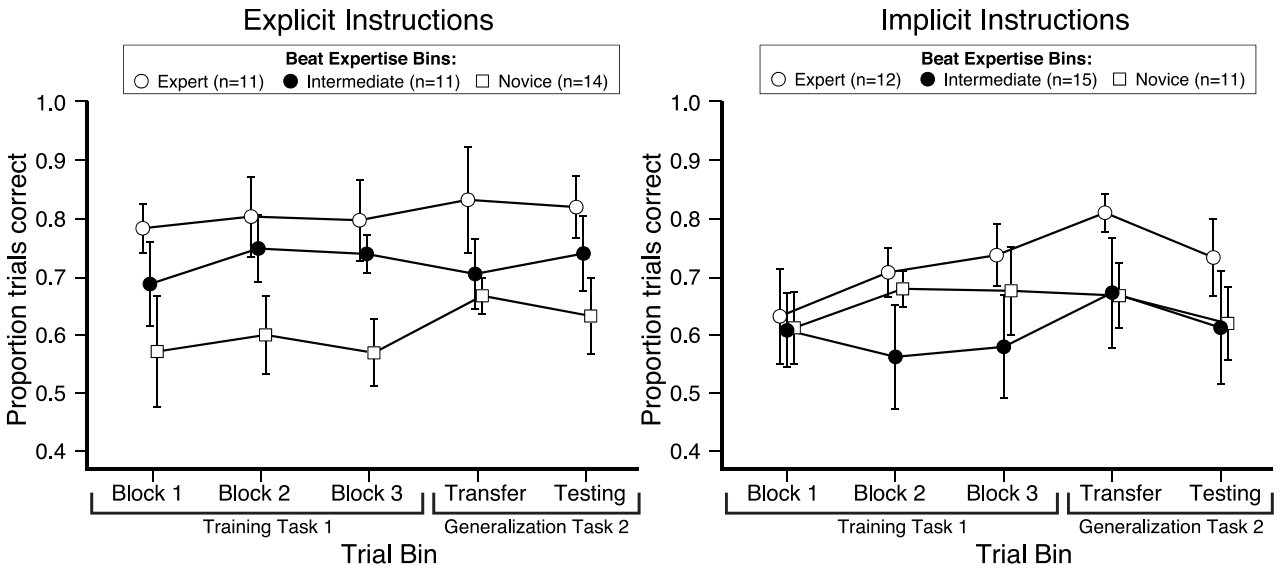 Explicit Instructions
Beat Expertise Bins:
Expert (n=11) Intermediate (n=11) Novice (n=14)
Proportion trials correct
1.0
0.9
0.8
0.7
0.6
0.5
0.4
Block 1 Block 2 Block 3 Transfer Testing
Training Task 1 Generalization Task 2
Trial Bin
Implicit Instructions
Beat Expertise Bins:
Expert (n=12) Intermediate (n=15) Novice (n=11)
Proportion trials correct
1.0
0.9
0.8
0.7
0.6
0.5
0.4
Block 1 Block 2 Block 3 Transfer Testing
Training Task 1 Generalization Task 2
Trial Bin